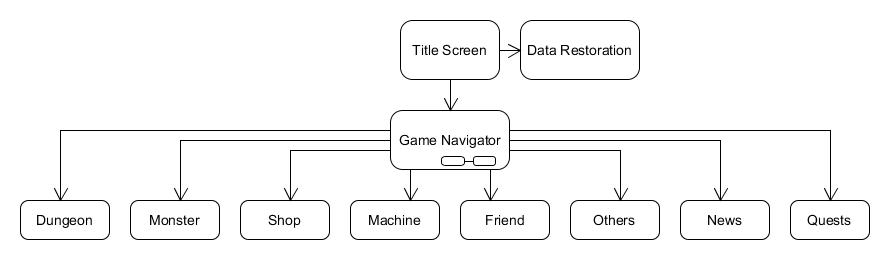 Title Screen
Data Restoration
Game Navigator
Dungeon
Monster
Shop
Machine
Friend
Others
News
Quests